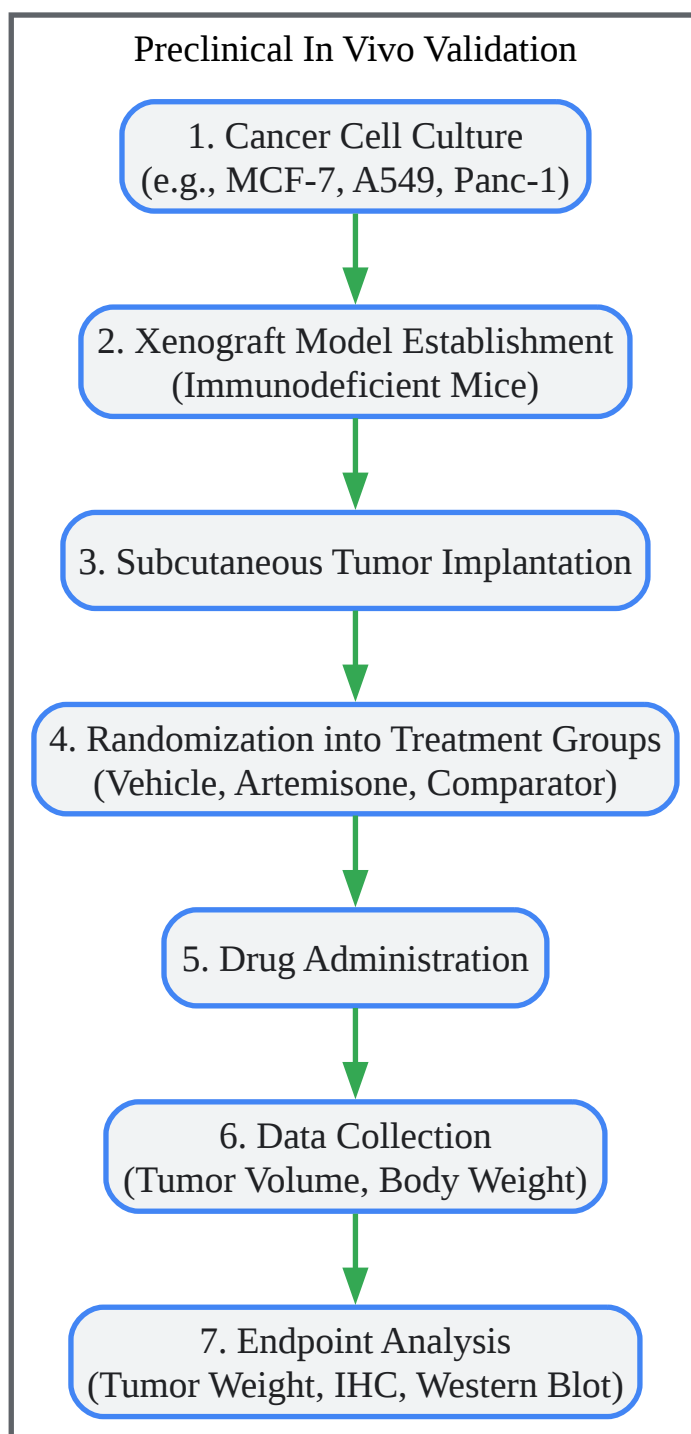 Preclinical In Vivo Validation
1. Cancer Cell Culture
(e.g., MCF-7, A549, Panc-1)
2. Xenograft Model Establishment
(Immunodeficient Mice)
3. Subcutaneous Tumor Implantation
4. Randomization into Treatment Groups
(Vehicle, Artemisone, Comparator)
5. Drug Administration
6. Data Collection
(Tumor Volume, Body Weight)
7. Endpoint Analysis
(Tumor Weight, IHC, Western Blot)